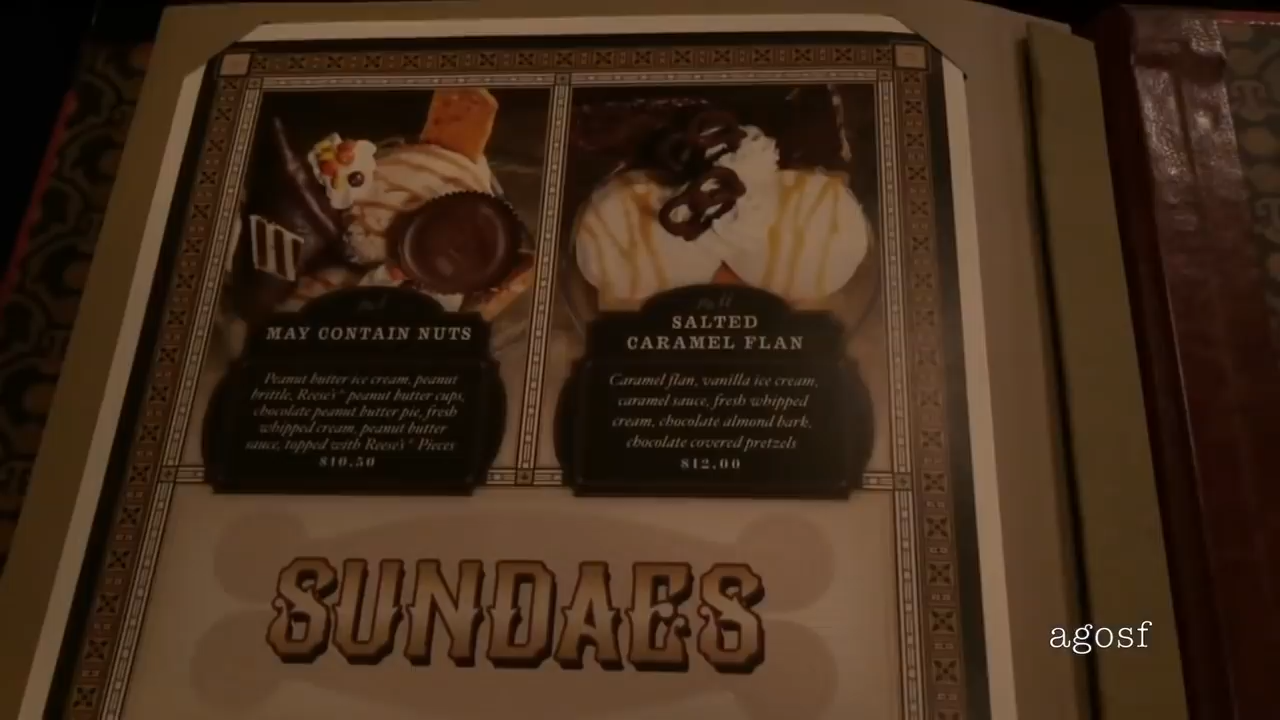 MAY CONTAIN NUTS
Peanut butter ice cream, peanut
brittle, Reese's® peanut butter cups,
chocolate peanut butter pie, fresh
whipped cream, peanut butter
sauce, topped with Reese's® Pieces
$10.50
SALTED
CARAMEL FLAN
Caramel flan, vanilla ice cream,
caramel sauce, fresh whipped
cream, chocolate almond bark,
chocolate covered pretzels
$12.00
SUNDAES
agosf